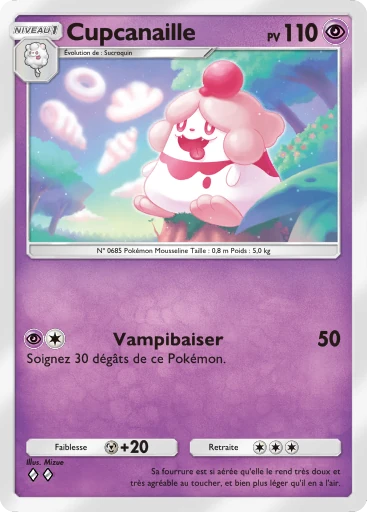 NIVEAU 1
Cupcanaille
PV 110
Évolution de : Sucroquin
N° 0685 Pokémon Mousseline Taille : 0,8 m Poids : 5,0 kg
Vampibaiser 50
Soignez 30 dégâts de ce Pokémon.
Faiblesse +20 Retraite
Illus. Mizue
Sa fourrure est si aérée qu'elle le rend très doux et
très agréable au toucher, et bien plus léger qu'il en a l'air.